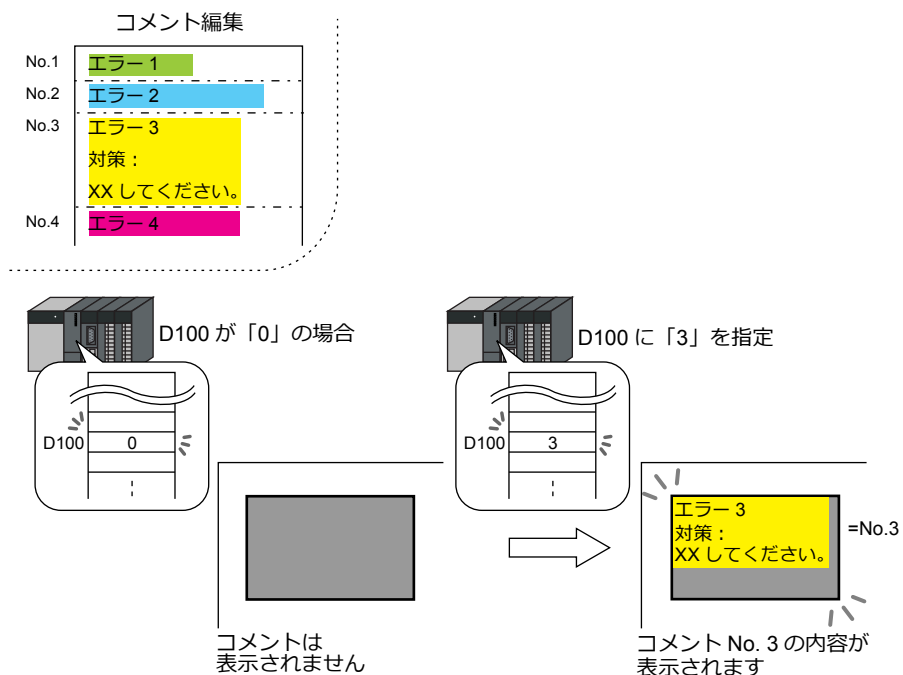 コメント編集
No.1 エラー 1
No.2 エラー 2
No.3 エラー 3
対策：
XX してください。
No.4 エラー 4
D100 が「0」の場合
D100 0
コメントは
表示されません
D100 に「3」を指定
D100 3
エラー 3
対策：
XX してください。
=No.3
コメント No. 3 の内容が
表示されます